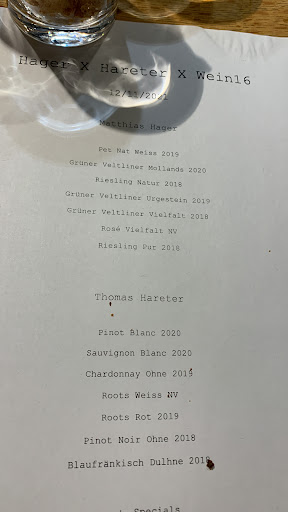 Hager X Hareter X Wein16
12/11/2021
Matthias Hager
Pet Nat Weiss 2019
Grüner Veltliner Mollands 2020
Riesling Natur 2018
Grüner Veltliner Urgestein 2019
Grüner Veltliner Vielfalt 2018
Rosé Vielfalt NV
Riesling Pur 2018
Thomas Hareter
Pinot Blanc 2020
Sauvignon Blanc 2020
Chardonnay Ohne 2019
Roots Weiss NV
Roots Rot 2019
Pinot Noir Ohne 2018
Blaufränkisch Dulhne 2018
Specials